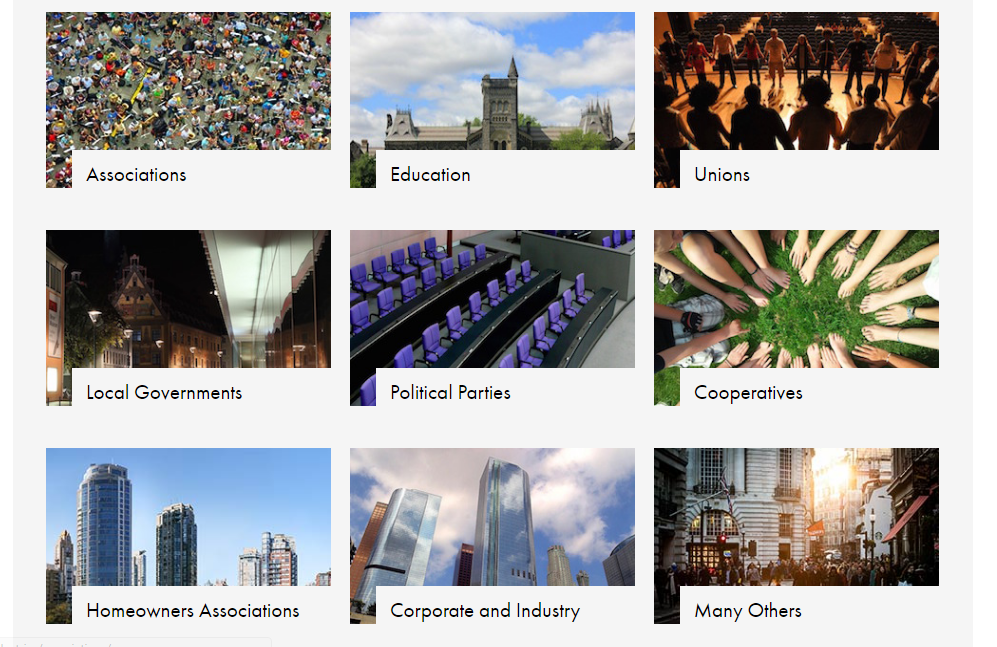 Associations
Education
Unions
Local Governments
Political Parties
Cooperatives
Homeowners Associations
Corporate and Industry
Many Others